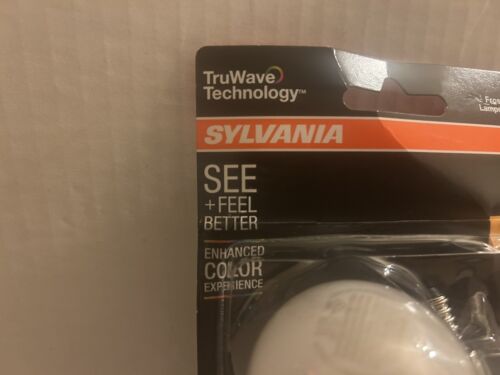 TruWave
Technology™
SYLVANIA
SEE
+ FEEL
BETTER
ENHANCED
COLOR
EXPERIENCE